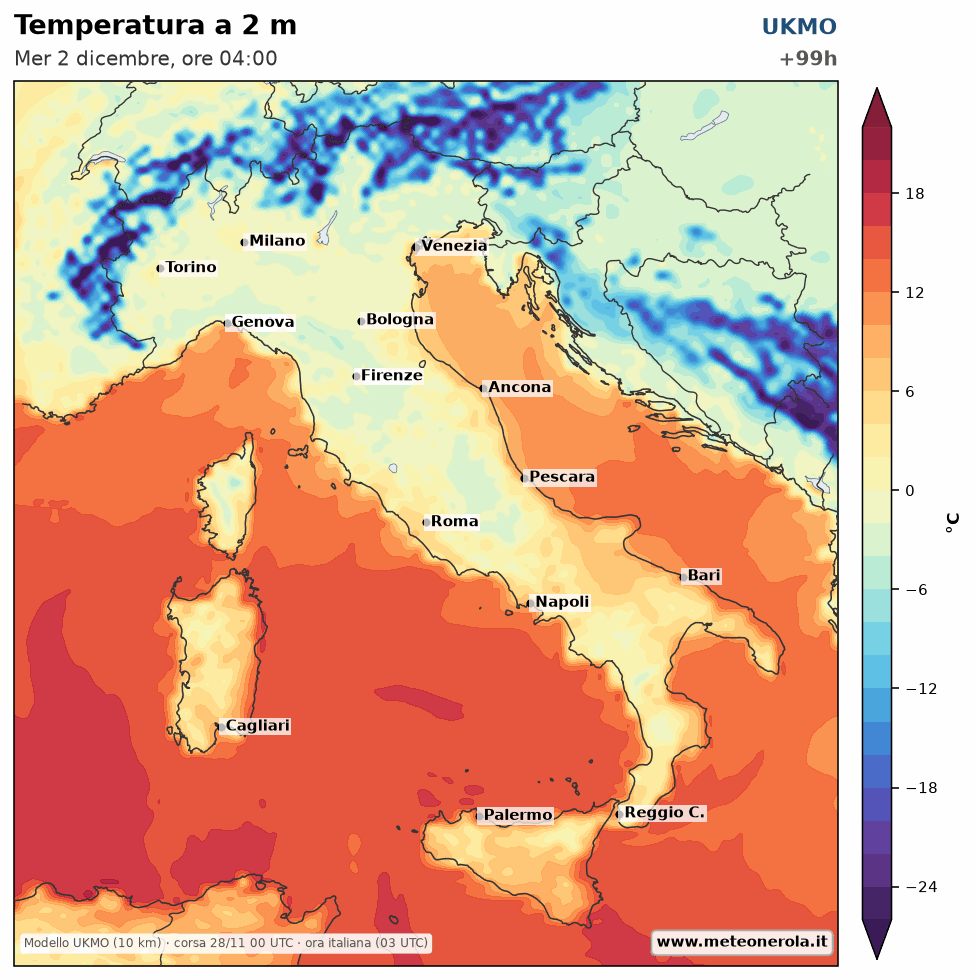 Temperatura a 2 m
UKMO
Mer 2 dicembre, ore 04:00
+99h
Milano
Venezia
Torino
Genova
Bologna
Firenze
Ancona
Pescara
Roma
Bari
Napoli
Cagliari
Palermo
Reggio C.
18
12
6
0
−6
−12
−18
−24
°C
Modello UKMO (10 km) · corsa 28/11 00 UTC · ora italiana (03 UTC)
www.meteonerola.it